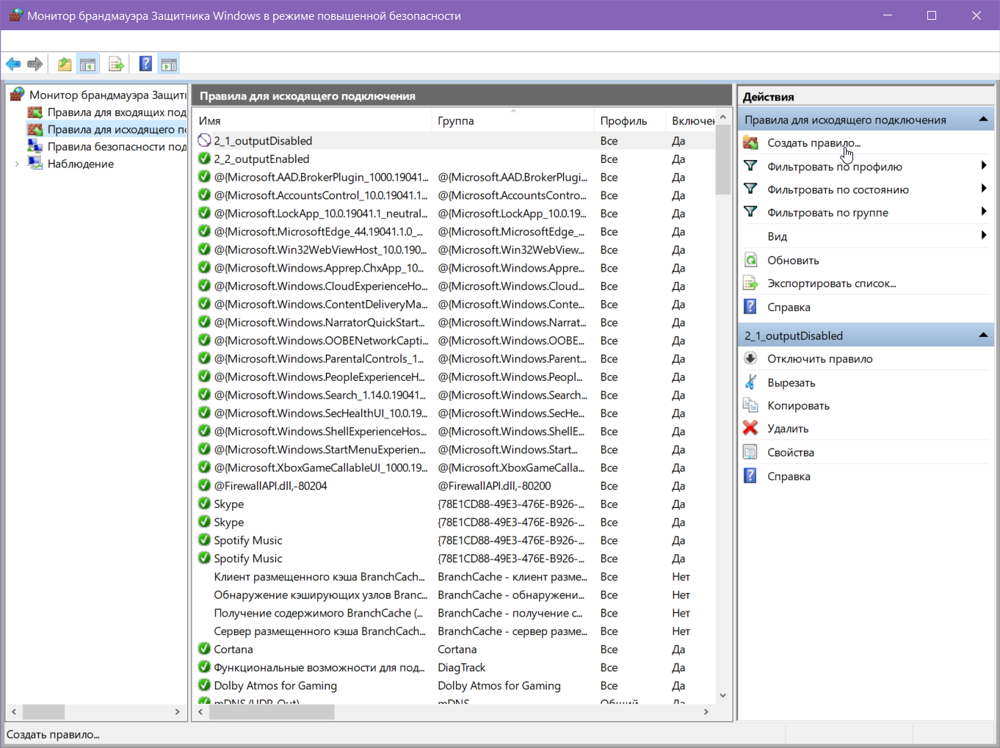 Монитор брандмауэра Защитника Windows в режиме повышенной безопасности
Монитор брандмауэра Защит
Правила для входящих под
Правила для исходящего п
Правила безопасности под
Наблюдение
Правила для исходящего подключения
Имя Группа Профиль Включен
2_1_outputDisabled Все Да
2_2_outputEnabled Все Да
@{Microsoft.AAD.BrokerPlugin_1000.19041... @{Microsoft.AAD.BrokerPlugi... Все Да
@{Microsoft.AccountsControl_10.0.19041.1... @{Microsoft.AccountsContro... Все Да
@{Microsoft.LockApp_10.0.19041.1_neutral... @{Microsoft.LockApp_10.0.19... Все Да
@{Microsoft.MicrosoftEdge_44.19041.1.0_... @{Microsoft.MicrosoftEdge_... Все Да
@{Microsoft.Win32WebViewHost_10.0.190... @{Microsoft.Win32WebView... Все Да
@{Microsoft.Windows.Apprep.ChxApp_10... @{Microsoft.Windows.Appre... Все Да
@{Microsoft.Windows.CloudExperienceHo... @{Microsoft.Windows.Cloud... Все Да
@{Microsoft.Windows.ContentDeliveryMa... @{Microsoft.Windows.Conte... Все Да
@{Microsoft.Windows.NarratorQuickStart... @{Microsoft.Windows.Narrat... Все Да
@{Microsoft.Windows.OOBENetworkCapti... @{Microsoft.Windows.OOBE... Все Да
@{Microsoft.Windows.ParentalControls_1... @{Microsoft.Windows.Parent... Все Да
@{Microsoft.Windows.PeopleExperienceH... @{Microsoft.Windows.Peopl... Все Да
@{Microsoft.Windows.Search_1.14.0.19041... @{Microsoft.Windows.Search... Все Да
@{Microsoft.Windows.SecHealthUI_10.0.19... @{Microsoft.Windows.SecHe... Все Да
@{Microsoft.Windows.ShellExperienceHos... @{Microsoft.Windows.ShellE... Все Да
@{Microsoft.Windows.StartMenuExperien... @{Microsoft.Windows.Start... Все Да
@{Microsoft.XboxGameCallableUI_1000.19... @{Microsoft.XboxGameCalla... Все Да
@FirewallAPI.dll,-80204 @FirewallAPI.dll,-80200 Все Да
Skype {78E1CD88-49E3-476E-B926-... Все Да
Skype {78E1CD88-49E3-476E-B926-... Все Да
Spotify Music {78E1CD88-49E3-476E-B926-... Все Да
Spotify Music {78E1CD88-49E3-476E-B926-... Все Да
Клиент размещенного кэша BranchCach... BranchCache - клиент разме... Все Нет
Обнаружение кэширующих узлов Branc... BranchCache - обнаружени... Все Нет
Получение содержимого BranchCache (... BranchCache - получение с... Все Нет
Сервер размещенного кэша BranchCach... BranchCache - сервер разме... Все Нет
Cortana Cortana Все Да
Функциональные возможности для под... DiagTrack Все Да
Dolby Atmos for Gaming Dolby Atmos for Gaming Все Да
mDNS (UDP-Out) mDNS Общий Да
Действия
Правила для исходящего подключения
Создать правило...
Фильтровать по профилю
Фильтровать по состоянию
Фильтровать по группе
Вид
Обновить
Экспортировать список...
Справка
2_1_outputDisabled
Отключить правило
Вырезать
Копировать
Удалить
Свойства
Справка
Создать правило...